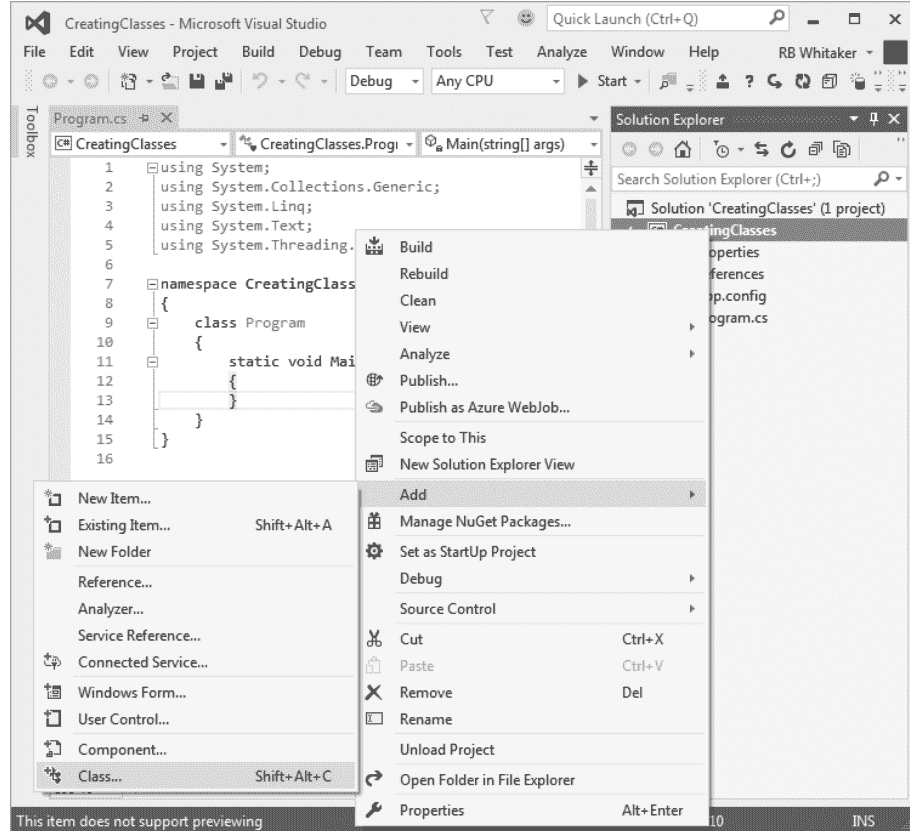 CreatingClasses - Microsoft Visual Studio
Quick Launch (Ctrl+Q)
File Edit View Project Build Debug Team Tools Test Analyze Window Help RB Whitaker
Debug Any CPU Start
Toolbox
Program.cs
CreatingClasses CreatingClasses.Progr Main(string[] args)
1 using System;
2 using System.Collections.Generic;
3 using System.Linq;
4 using System.Text;
5 using System.Threading.
6
7 namespace CreatingClass
8 {
9 class Program
10 {
11 static void Mai
12 {
13 }
14 }
15 }
16
Solution Explorer
Search Solution Explorer (Ctrl+;)
Solution 'CreatingClasses' (1 project)
CreatingClasses
operties
ferences
pp.config
ogram.cs
Build
Rebuild
Clean
View
Analyze
Publish...
Publish as Azure WebJob...
Scope to This
New Solution Explorer View
Add
Manage NuGet Packages...
Set as StartUp Project
Debug
Source Control
Cut Ctrl+X
Paste Ctrl+V
Remove Del
Rename
Unload Project
Open Folder in File Explorer
Properties Alt+Enter
New Item...
Existing Item... Shift+Alt+A
New Folder
Reference...
Analyzer...
Service Reference...
Connected Service...
Windows Form...
User Control...
Component...
Class... Shift+Alt+C
This item does not support previewing 10 INS